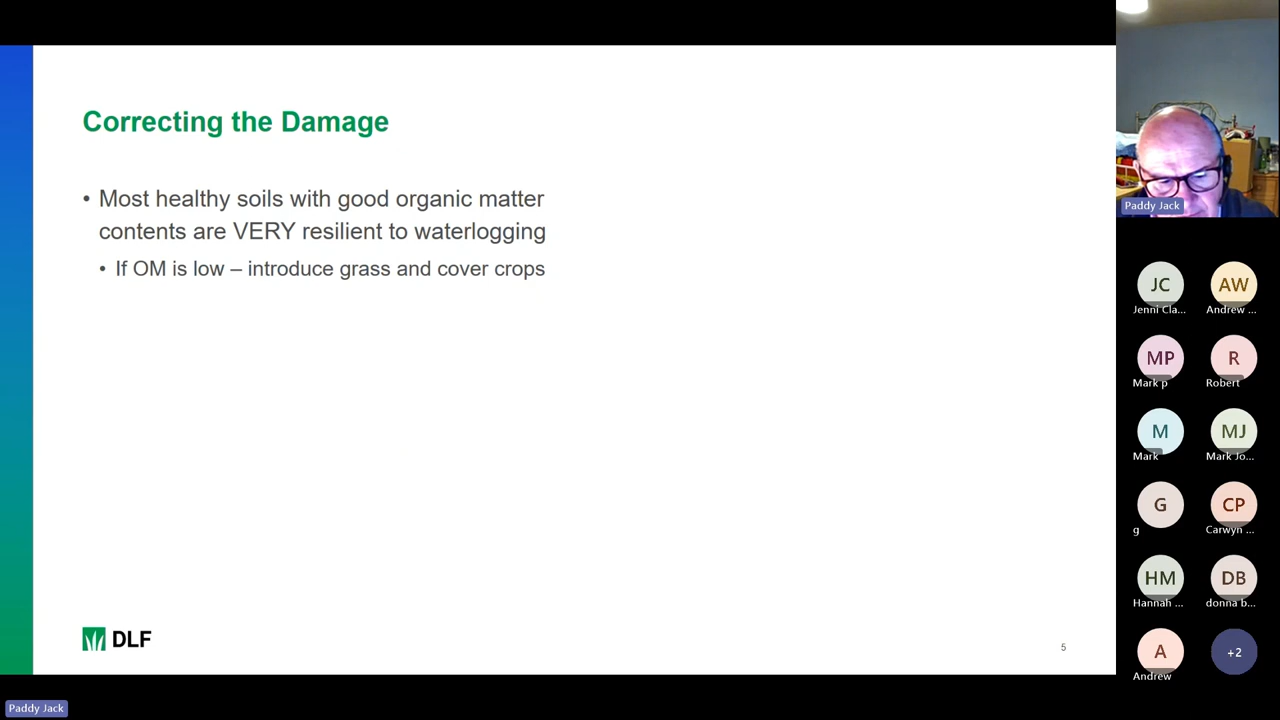 Correcting the Damage
• Most healthy soils with good organic matter
contents are VERY resilient to waterlogging
• If OM is low – introduce grass and cover crops
DLF
5
Paddy Jack
Paddy Jack
JC
Jenni Cla...
AW
Andrew ...
MP
Mark p
R
Robert
M
Mark
MJ
Mark Jo...
G
g
CP
Carwyn ...
HM
Hannah ...
DB
donna b...
A
Andrew
+2